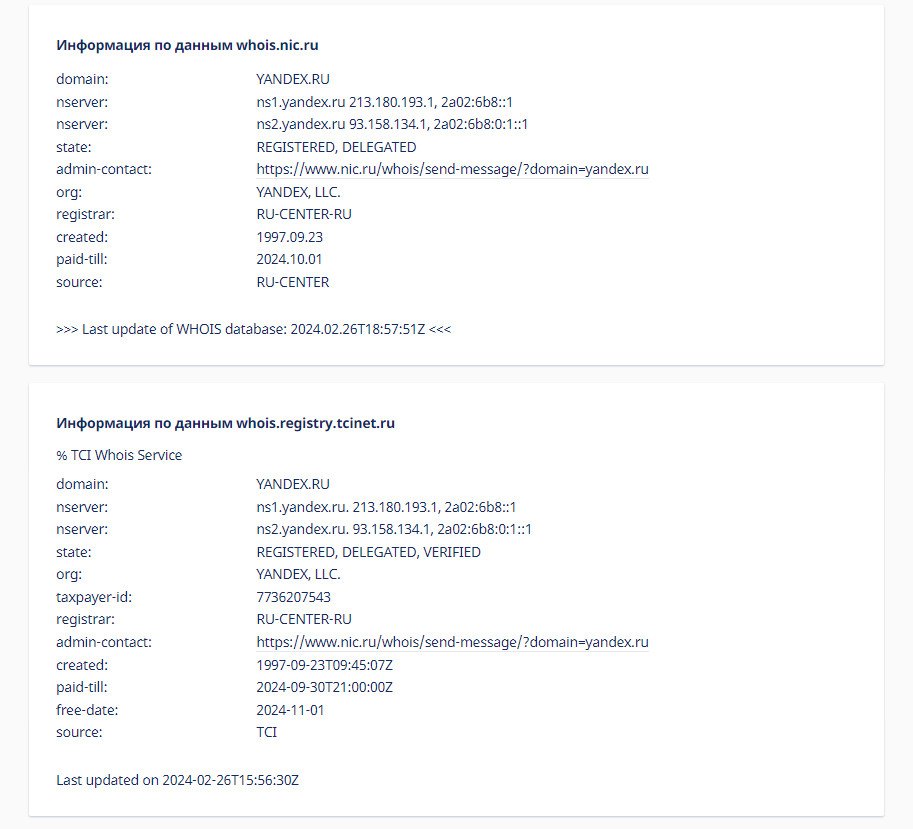 Информация по данным whois.nic.ru
domain: YANDEX.RU
nserver: ns1.yandex.ru 213.180.193.1, 2a02:6b8::1
nserver: ns2.yandex.ru 93.158.134.1, 2a02:6b8:0:1::1
state: REGISTERED, DELEGATED
admin-contact: https://www.nic.ru/whois/send-message/?domain=yandex.ru
org: YANDEX, LLC.
registrar: RU-CENTER-RU
created: 1997.09.23
paid-till: 2024.10.01
source: RU-CENTER
>>> Last update of WHOIS database: 2024.02.26T18:57:51Z <<<
Информация по данным whois.registry.tcinet.ru
% TCI Whois Service
domain: YANDEX.RU
nserver: ns1.yandex.ru. 213.180.193.1, 2a02:6b8::1
nserver: ns2.yandex.ru. 93.158.134.1, 2a02:6b8:0:1::1
state: REGISTERED, DELEGATED, VERIFIED
org: YANDEX, LLC.
taxpayer-id: 7736207543
registrar: RU-CENTER-RU
admin-contact: https://www.nic.ru/whois/send-message/?domain=yandex.ru
created: 1997-09-23T09:45:07Z
paid-till: 2024-09-30T21:00:00Z
free-date: 2024-11-01
source: TCI
Last updated on 2024-02-26T15:56:30Z